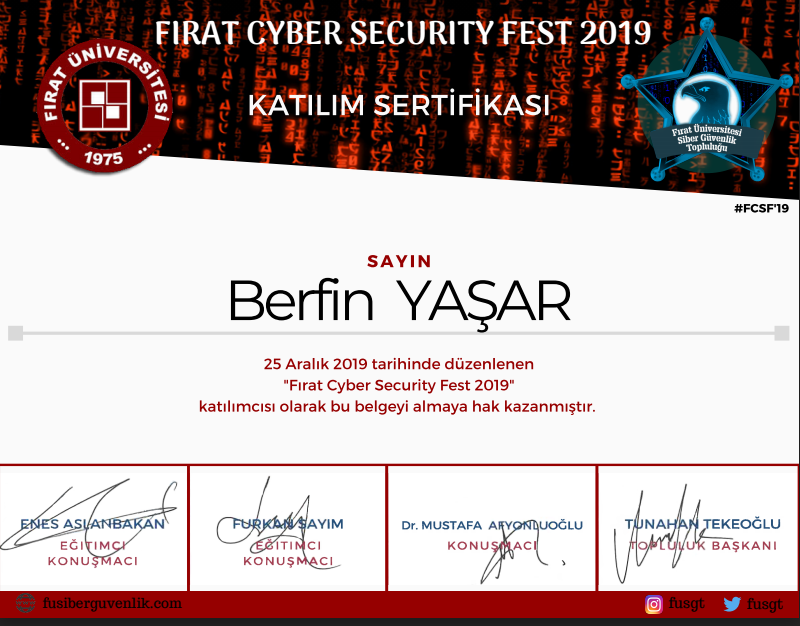 FIRAT CYBER SECURITY FEST 2019
FIRAT ÜNİVERSİTESİ
1975
KATILIM SERTİFİKASI
Fırat Üniversitesi
Siber Güvenlik
Topluluğu
#FCSF'19
SAYIN
Berfin YAŞAR
25 Aralık 2019 tarihinde düzenlenen
"Fırat Cyber Security Fest 2019"
katılımcısı olarak bu belgeyi almaya hak kazanmıştır.
ENES ASLANBAKAN
EĞİTİMCİ
KONUŞMACI
FURKAN SAYIM
EĞİTİMCİ
KONUŞMACI
Dr. MUSTAFA AFYONLUOĞLU
KONUŞMACI
TUNAHAN TEKEOĞLU
TOPLULUK BAŞKANI
fusiberguvenlik.com
fusgt
fusgt